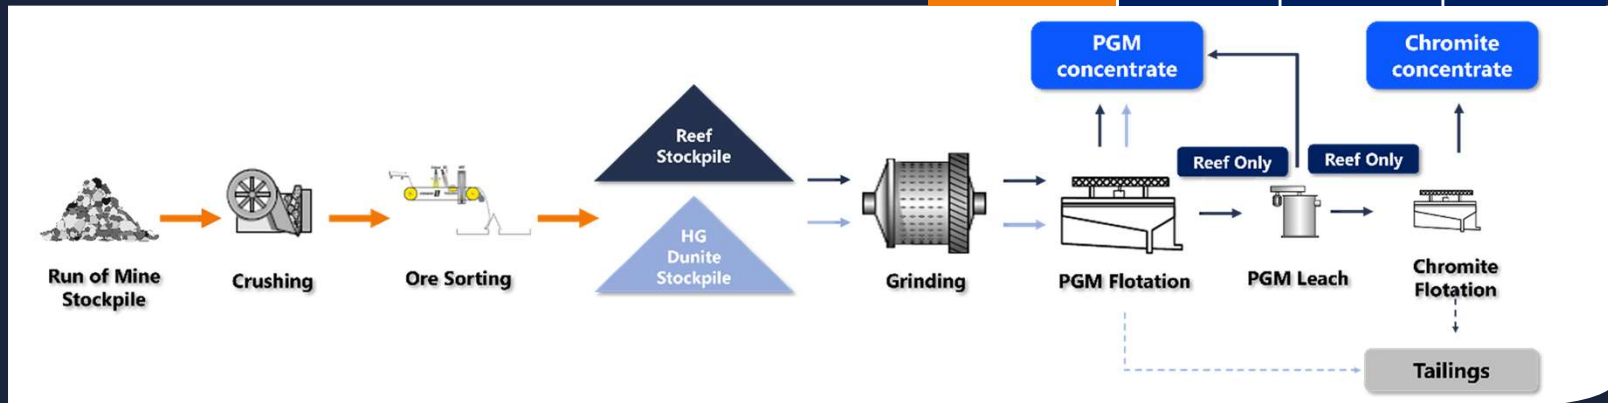 Run of Mine
Stockpile
Crushing
Ore Sorting
Reef
Stockpile
HG
Dunite
Stockpile
Grinding
PGM
concentrate
PGM Flotation
Reef Only
PGM Leach
Reef Only
Chromite
concentrate
Chromite
Flotation
Tailings